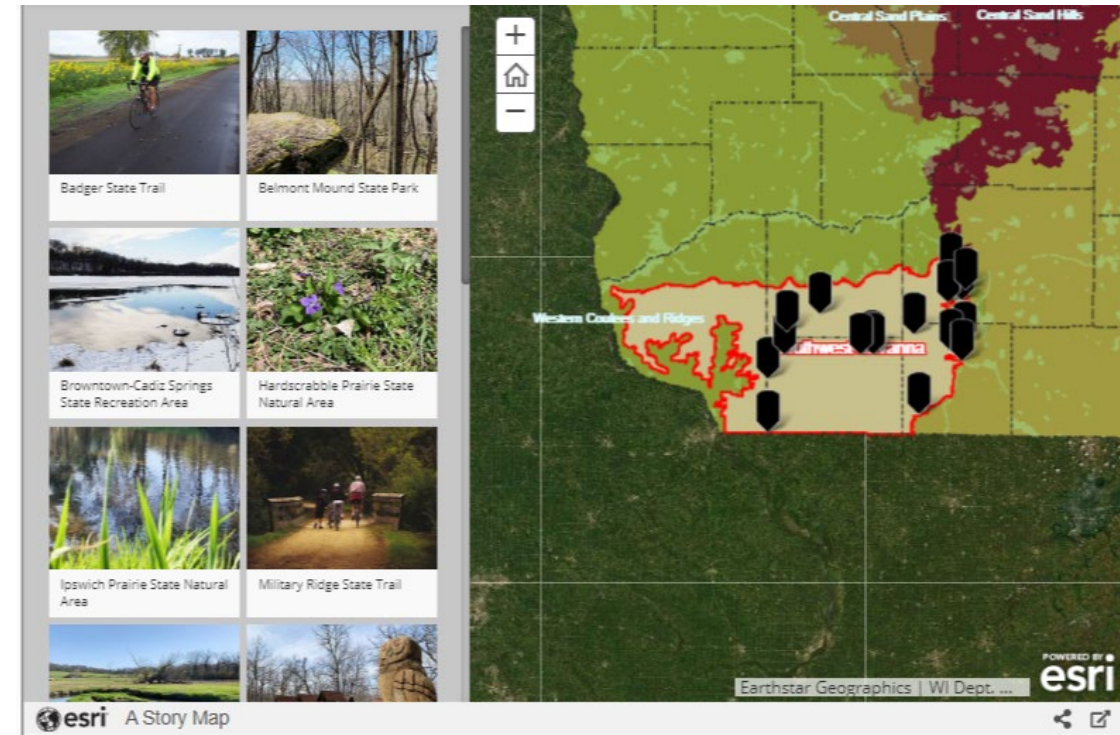 Badger State Trail
Belmont Mound State Park
Browntown-Cadiz Springs
State Recreation Area
Hardscrabble Prairie State
Natural Area
Ipswich Prairie State Natural
Area
Military Ridge State Trail
esri A Story Map
Central Sand Plains
Central Sand Hills
Western Coulees and Ridges
Earthstar Geographics | WI Dept. ...
POWERED BY
esri